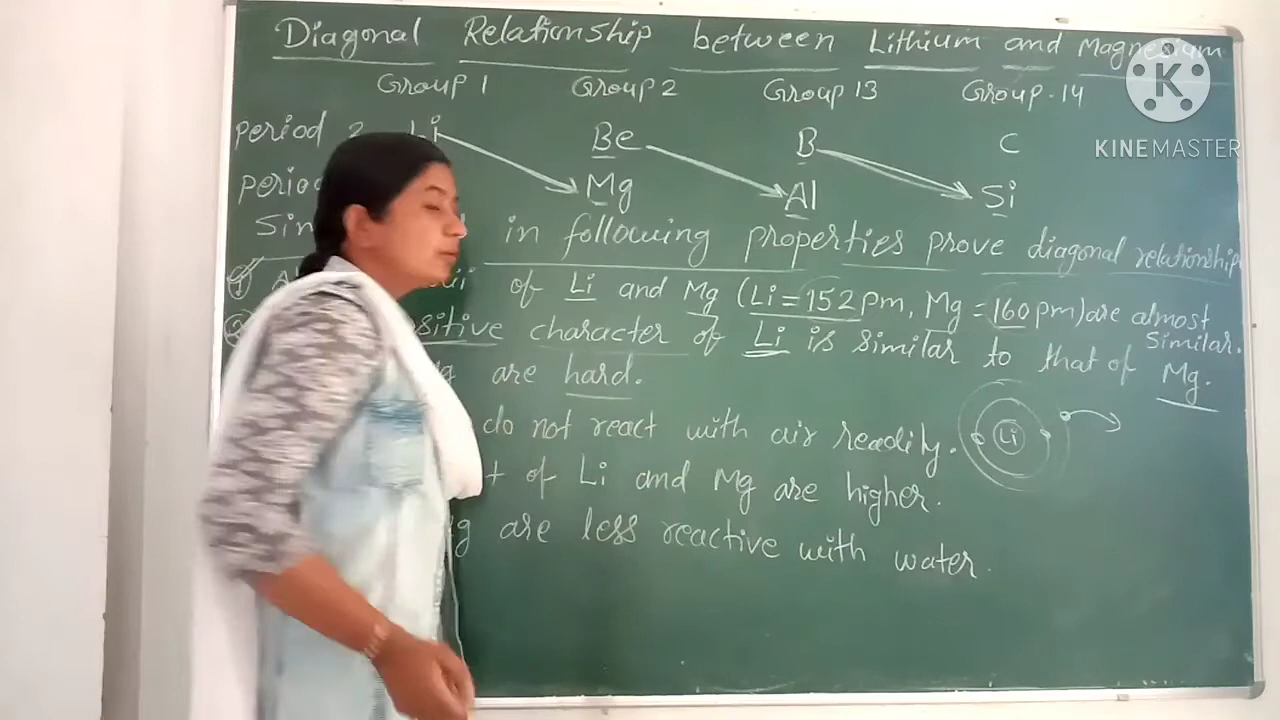 Diagonal Relationship between Lithium and Magnesium
Group 1 Group 2 Group 13 Group-14
Period 2 Li Be B C
Mg Al Si
in following properties prove diagonal relationship
of Li and Mg (Li = 152 pm, Mg = 160 pm) are almost similar.
character of Li is similar to that of Mg.
are hard.
do not react with air readily.
Li
of Li and Mg are higher.
are less reactive with water.
K
KINEMASTER